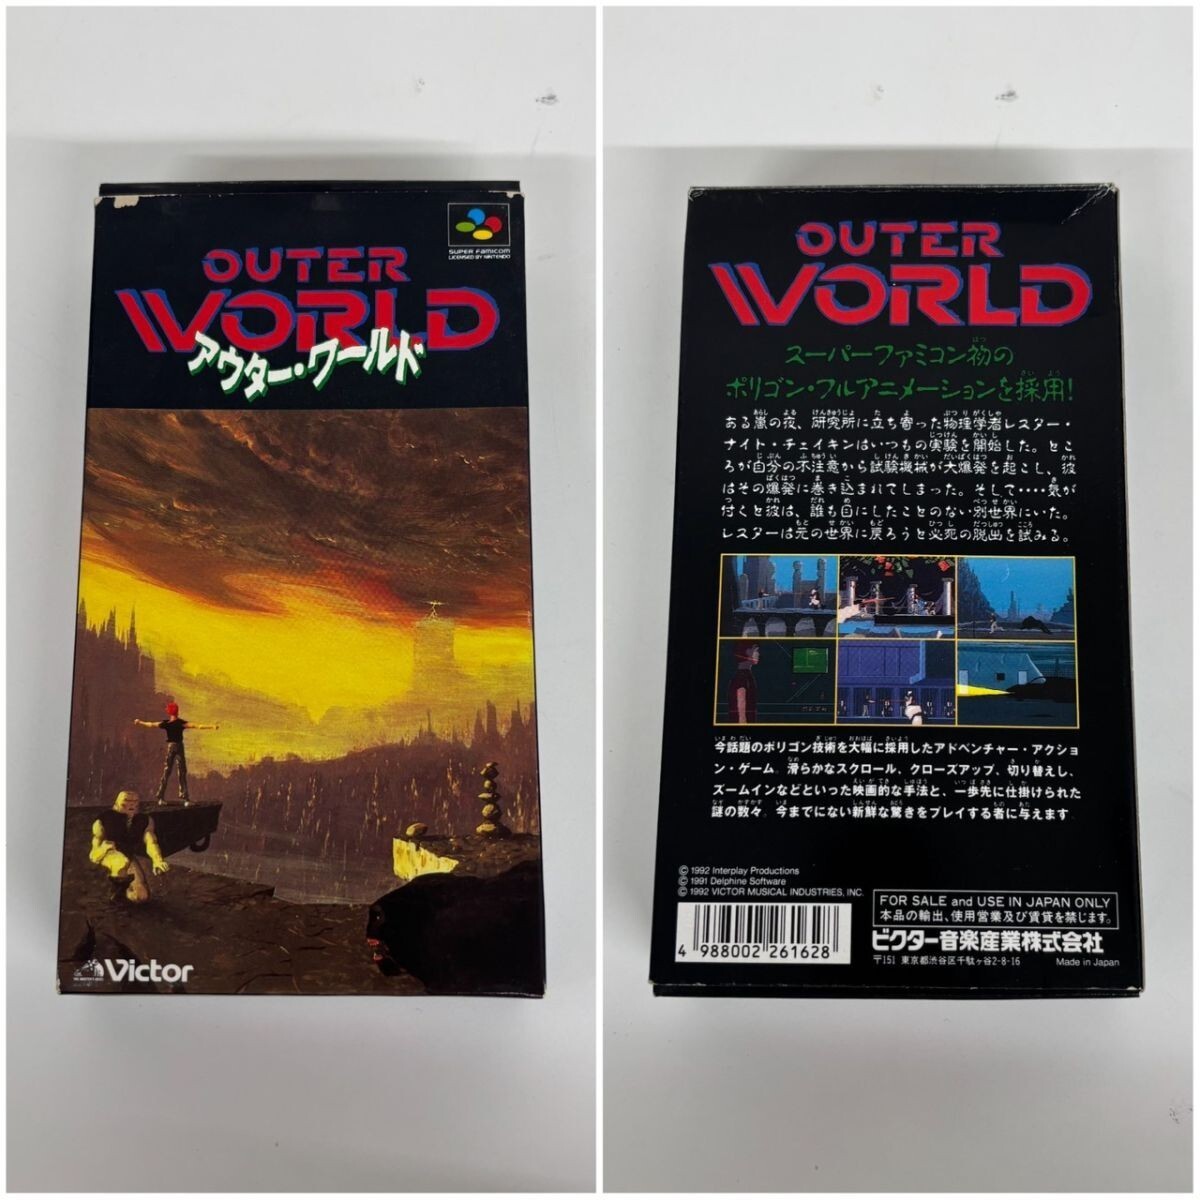 SUPER FAMICOM
LICENSED BY NINTENDO
OUTER
WORLD
アウター・ワールド
Victor
OUTER
WORLD
スーパーファミコン初の
ポリゴン・フルアニメーションを採用!
ある嵐の夜、研究所に立ち寄った物理学者レスター・
ナイト・チェイキンはいつもの実験を開始した。とこ
ろが自分の不注意から試験機械が大爆発を起こし、彼
はその爆発に巻き込まれてしまった。そして‥‥気が
付くと彼は、誰も目にしたことのない別世界にいた。
レスターは元の世界に戻ろうと必死の脱出を試みる。
今話題のポリゴン技術を大幅に採用したアドベンチャー・アクショ
ン・ゲーム。滑らかなスクロール、クローズアップ、切り替えし、
ズームインなどといった映画的な手法と、一歩先に仕掛けられた
謎の数々。今までにない新鮮な驚きをプレイする者に与えます。
© 1992 Interplay Productions
© 1991 Delphine Software
© 1992 VICTOR MUSICAL INDUSTRIES, INC.
4 988002 261628
FOR SALE and USE IN JAPAN ONLY
本品の輸出、使用営業及び賃貸を禁じます。
ビクター音楽産業株式会社
〒151 東京都渋谷区千駄ヶ谷2-8-16
Made in Japan